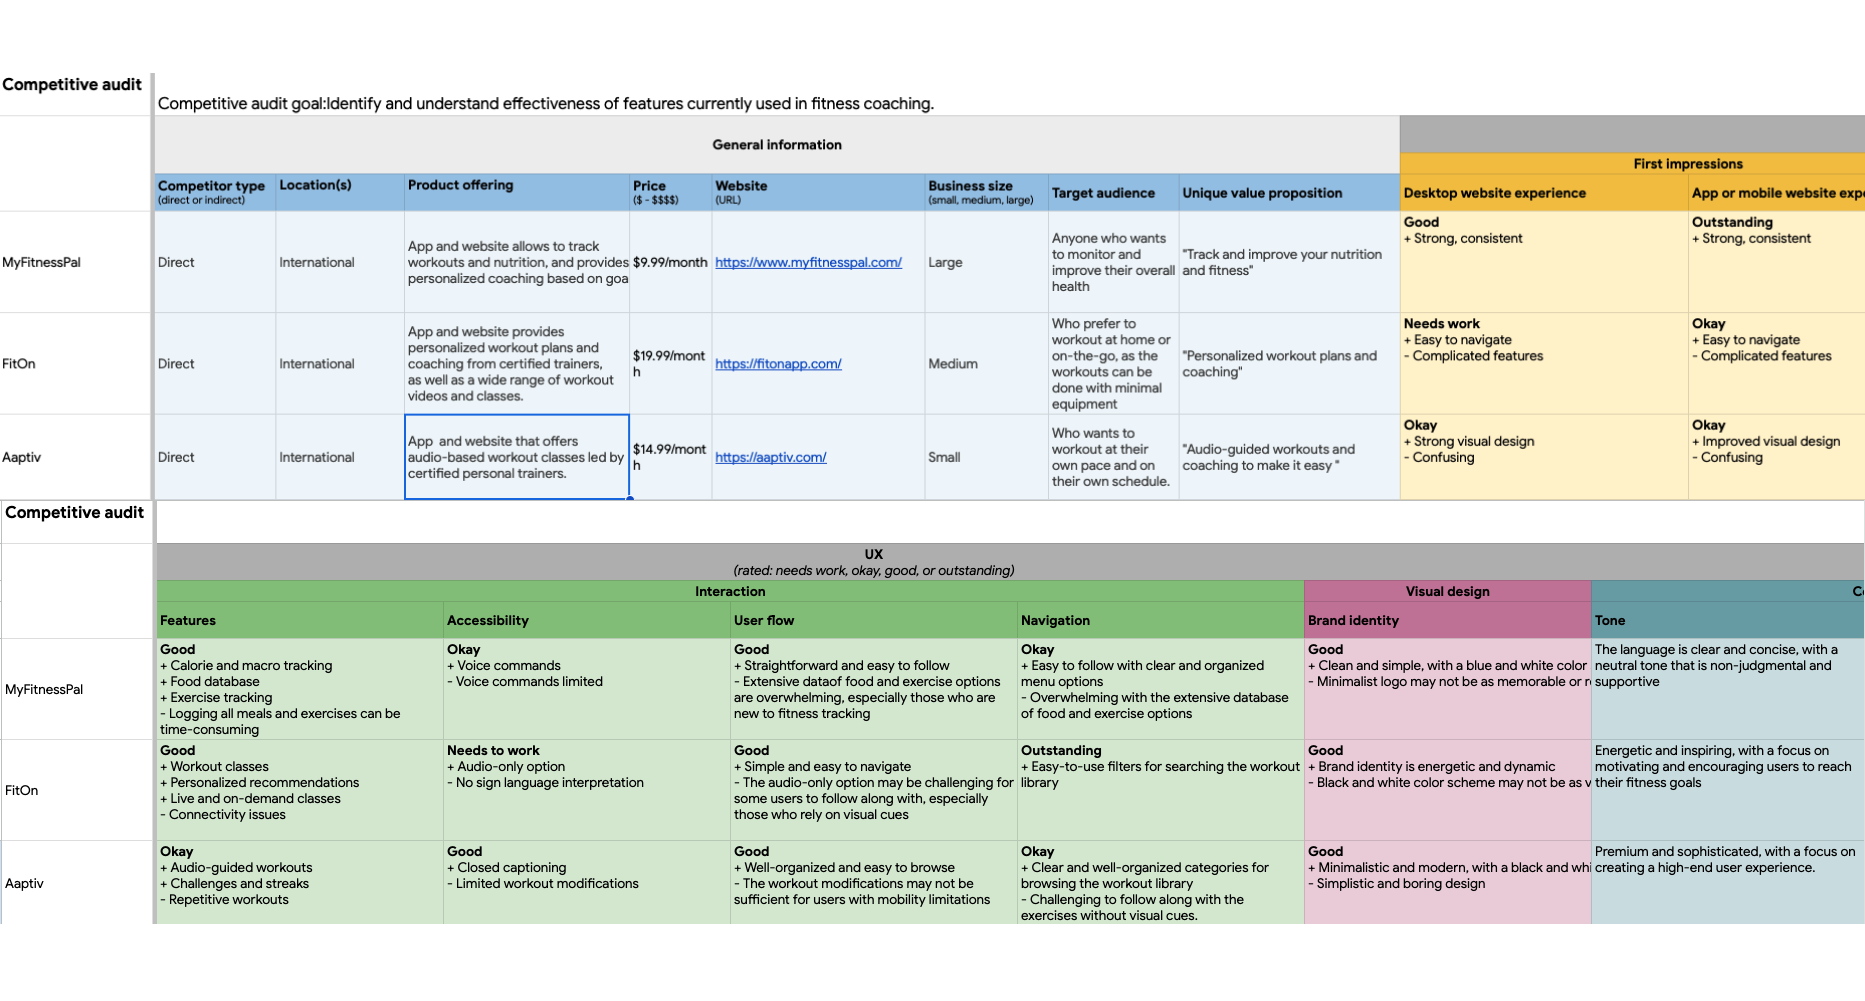 Competitive audit
Competitive audit goal:Identify and understand effectiveness of features currently used in fitness coaching.
General information
First impressions
Competitor type
(direct or indirect)
Location(s)
Product offering
Price
($ - $$$$)
Website
(URL)
Business size
(small, medium, large)
Target audience
Unique value proposition
Desktop website experience
App or mobile website expe
MyFitnessPal
Direct
International
App and website allows to track
workouts and nutrition, and provides
personalized coaching based on goa
$9.99/month
https://www.myfitnesspal.com/
Large
Anyone who wants
to monitor and
improve their overall
health
"Track and improve your nutrition
and fitness"
Good
+ Strong, consistent
Outstanding
+ Strong, consistent
FitOn
Direct
International
App and website provides
personalized workout plans and
coaching from certified trainers,
as well as a wide range of workout
videos and classes.
$19.99/mont
h
https://fitonapp.com/
Medium
Who prefer to
workout at home or
on-the-go, as the
workouts can be
done with minimal
equipment
"Personalized workout plans and
coaching"
Needs work
+ Easy to navigate
- Complicated features
Okay
+ Easy to navigate
- Complicated features
Aaptiv
Direct
International
App  and website that offers
audio-based workout classes led by
certified personal trainers.
$14.99/mont
h
https://aaptiv.com/
Small
Who wants to
workout at their
own pace and on
their own schedule.
"Audio-guided workouts and
coaching to make it easy "
Okay
+ Strong visual design
- Confusing
Okay
+ Improved visual design
- Confusing
Competitive audit
UX
(rated: needs work, okay, good, or outstanding)
Interaction
Visual design
Features
Accessibility
User flow
Navigation
Brand identity
Tone
MyFitnessPal
Good
+ Calorie and macro tracking
+ Food database
+ Exercise tracking
- Logging all meals and exercises can be
time-consuming
Okay
+ Voice commands
- Voice commands limited
Good
+ Straightforward and easy to follow
- Extensive dataof food and exercise options
are overwhelming, especially those who are
new to fitness tracking
Okay
+ Easy to follow with clear and organized
menu options
- Overwhelming with the extensive database
of food and exercise options
Good
+ Clean and simple, with a blue and white color
- Minimalist logo may not be as memorable or r
The language is clear and concise, with a
neutral tone that is non-judgmental and
supportive
FitOn
Good
+ Workout classes
+ Personalized recommendations
+ Live and on-demand classes
- Connectivity issues
Needs to work
+ Audio-only option
- No sign language interpretation
Good
+ Simple and easy to navigate
- The audio-only option may be challenging for
some users to follow along with, especially
those who rely on visual cues
Outstanding
+ Easy-to-use filters for searching the workout
library
Good
+ Brand identity is energetic and dynamic
- Black and white color scheme may not be as v
Energetic and inspiring, with a focus on
motivating and encouraging users to reach
their fitness goals
Aaptiv
Okay
+ Audio-guided workouts
+ Challenges and streaks
- Repetitive workouts
Good
+ Closed captioning
- Limited workout modifications
Good
+ Well-organized and easy to browse
- The workout modifications may not be
sufficient for users with mobility limitations
Okay
+ Clear and well-organized categories for
browsing the workout library
- Challenging to follow along with the
exercises without visual cues.
Good
+ Minimalistic and modern, with a black and whi
- Simplistic and boring design
Premium and sophisticated, with a focus on
creating a high-end user experience.